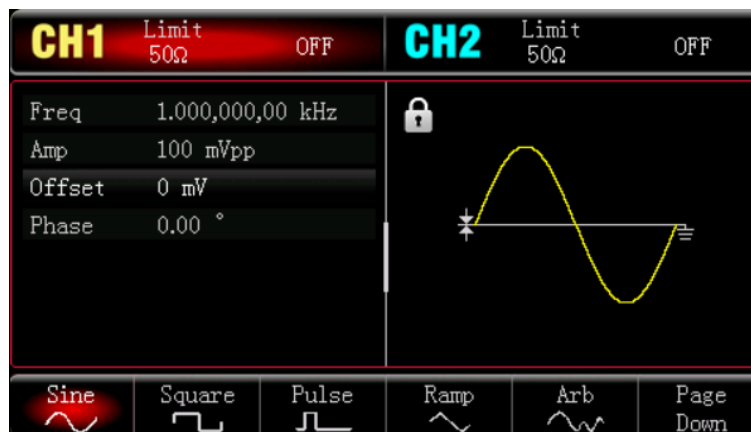 CH1 Limit 50Ω OFF
CH2 Limit 50Ω OFF
Freq 1.000,000,00 kHz
Amp 100 mVpp
Offset 0 mV
Phase 0.00 °
Sine Square Pulse Ramp Arb Page Down